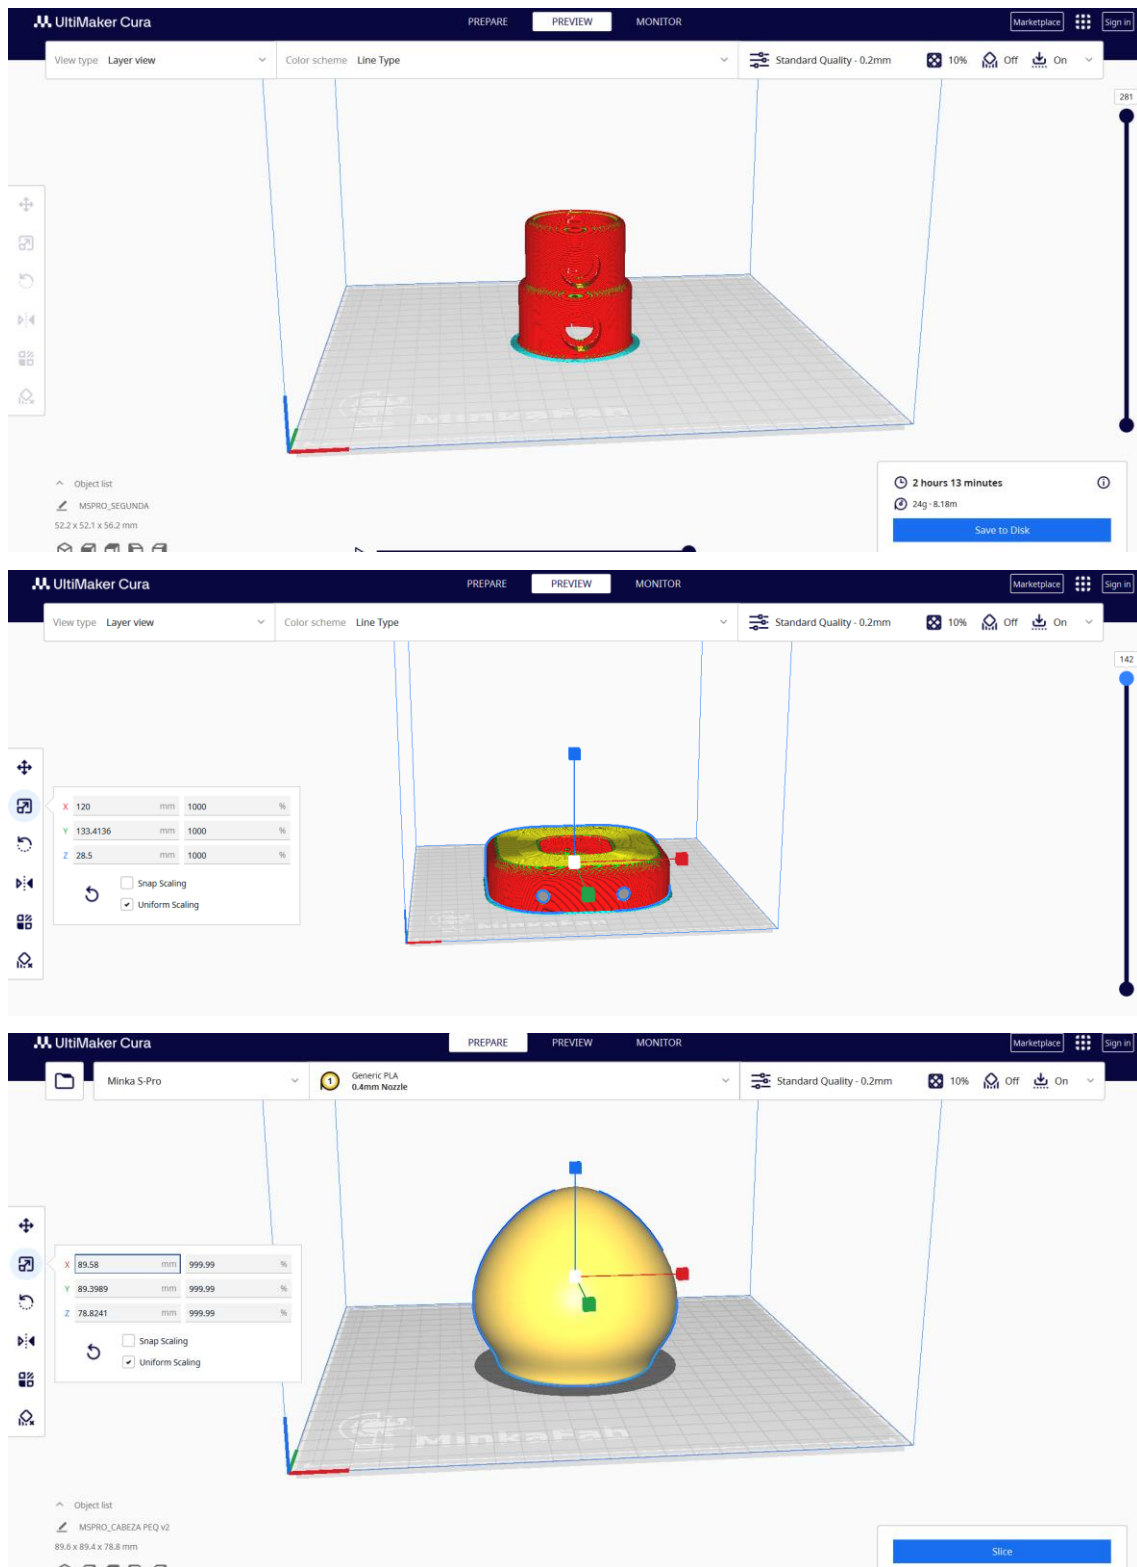 UltiMaker Cura PREPARE PREVIEW MONITOR Marketplace Sign in
View type Layer view Color scheme Line Type Standard Quality - 0.2mm 10% Off On
281
MinkaFab
Object list
MSPRO_SEGUNDA
52.2 x 52.1 x 56.2 mm
2 hours 13 minutes
24g - 8.18m
Save to Disk
UltiMaker Cura PREPARE PREVIEW MONITOR Marketplace Sign in
View type Layer view Color scheme Line Type Standard Quality - 0.2mm 10% Off On
142
X 120 mm 1000 %
Y 133.4136 mm 1000 %
Z 28.5 mm 1000 %
Snap Scaling
Uniform Scaling
UltiMaker Cura PREPARE PREVIEW MONITOR Marketplace Sign in
Minka S-Pro 1 Generic PLA
0.4mm Nozzle Standard Quality - 0.2mm 10% Off On
X 89.58 mm 999.99 %
Y 89.3989 mm 999.99 %
Z 78.8241 mm 999.99 %
Snap Scaling
Uniform Scaling
MinkaFab
Object list
MSPRO_CABEZA PEQ v2
89.6 x 89.4 x 78.8 mm
Slice